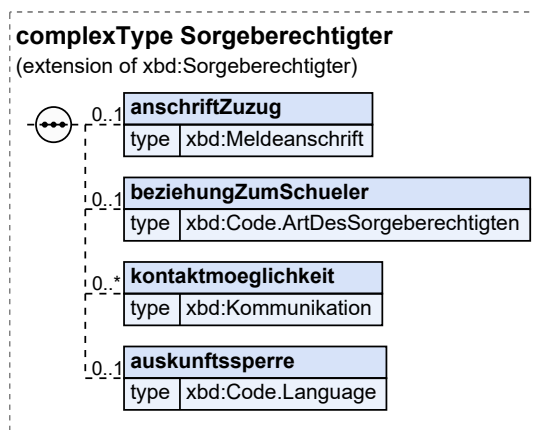 complexType Sorgeberechtigter
(extension of xbd:Sorgeberechtigter)
0..1 anschriftZuzug
type xbd:Meldeanschrift
0..1 beziehungZumSchueler
type xbd:Code.ArtDesSorgeberechtigten
0..* kontaktmoeglichkeit
type xbd:Kommunikation
0..1 auskunftssperre
type xbd:Code.Language